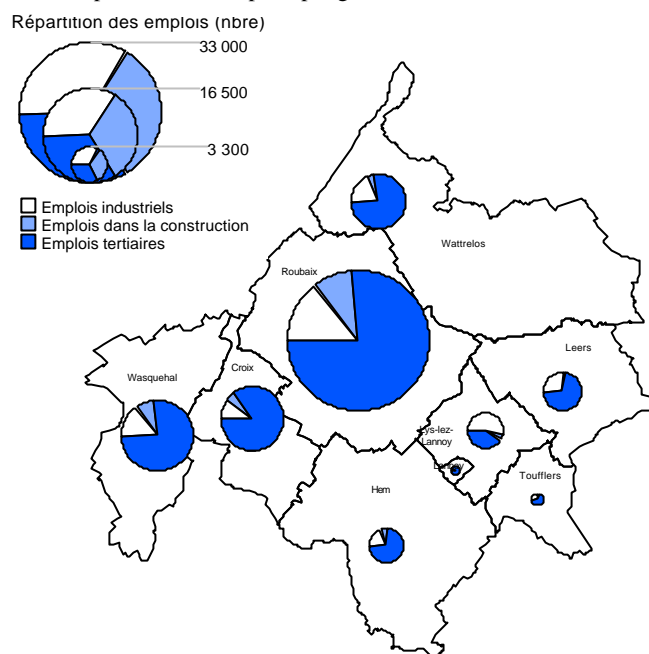 Répartition des emplois (nbre)
33 000
16 500
3 300
Emplois industriels
Emplois dans la construction
Emplois tertiaires
Wattrelos
Roubaix
Leers
Wasquehal
Croix
Lys-lez-
Lannoy
Lannoy
Toufflers
Hem